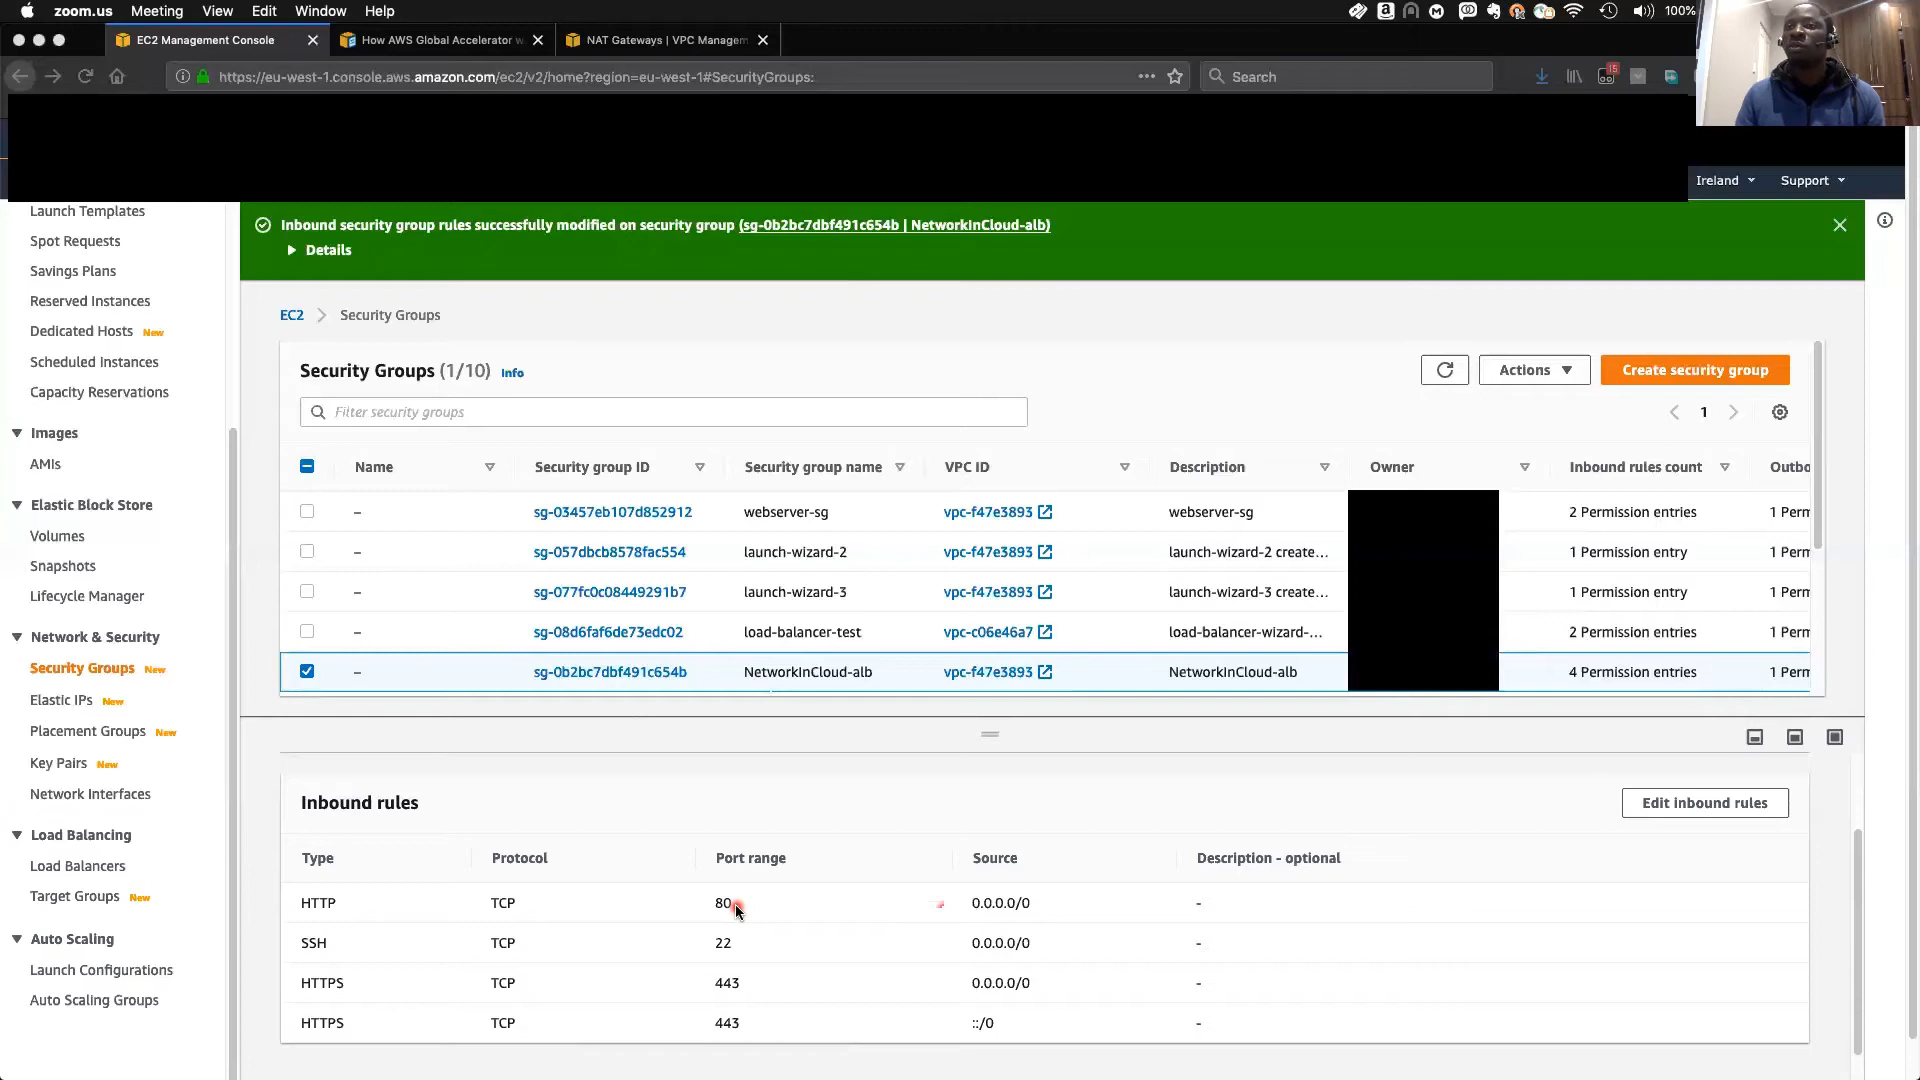 zoom.us Meeting View Edit Window Help 100%
EC2 Management Console How AWS Global Accelerator w NAT Gateways | VPC Managem
https://eu-west-1.console.aws.amazon.com/ec2/v2/home?region=eu-west-1#SecurityGroups: Search 15
Ireland Support
Launch Templates
Spot Requests
Savings Plans
Reserved Instances
Dedicated Hosts New
Scheduled Instances
Capacity Reservations
Images
AMIs
Elastic Block Store
Volumes
Snapshots
Lifecycle Manager
Network & Security
Security Groups New
Elastic IPs New
Placement Groups New
Key Pairs New
Network Interfaces
Load Balancing
Load Balancers
Target Groups New
Auto Scaling
Launch Configurations
Auto Scaling Groups
Inbound security group rules successfully modified on security group (sg-0b2bc7dbf491c654b | NetworkInCloud-alb)
Details
EC2 Security Groups
Security Groups (1/10) Info Actions Create security group
Filter security groups 1
Name Security group ID Security group name VPC ID Description Owner Inbound rules count Outbo
– sg-03457eb107d852912 webserver-sg vpc-f47e3893 webserver-sg 2 Permission entries 1 Perm
– sg-057dbcb8578fac554 launch-wizard-2 vpc-f47e3893 launch-wizard-2 create... 1 Permission entry 1 Perm
– sg-077fc0c08449291b7 launch-wizard-3 vpc-f47e3893 launch-wizard-3 create... 1 Permission entry 1 Perm
– sg-08d6faf6de73edc02 load-balancer-test vpc-c06e46a7 load-balancer-wizard-... 2 Permission entries 1 Perm
– sg-0b2bc7dbf491c654b NetworkInCloud-alb vpc-f47e3893 NetworkInCloud-alb 4 Permission entries 1 Perm
Inbound rules Edit inbound rules
Type Protocol Port range Source Description - optional
HTTP TCP 80 0.0.0.0/0 -
SSH TCP 22 0.0.0.0/0 -
HTTPS TCP 443 0.0.0.0/0 -
HTTPS TCP 443 ::/0 -